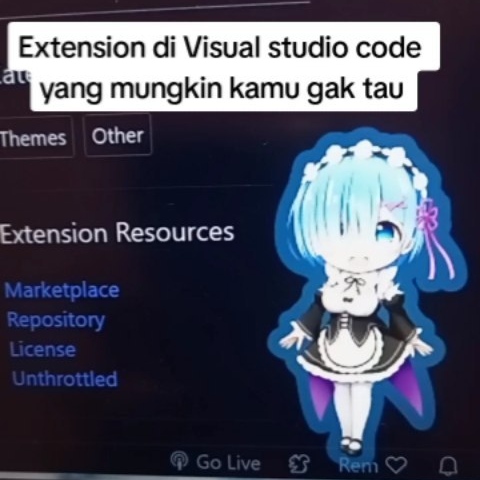 Extension di Visual studio code
yang mungkin kamu gak tau
Themes
Other
Extension Resources
Marketplace
Repository
License
Unthrottled
Go Live
Rem